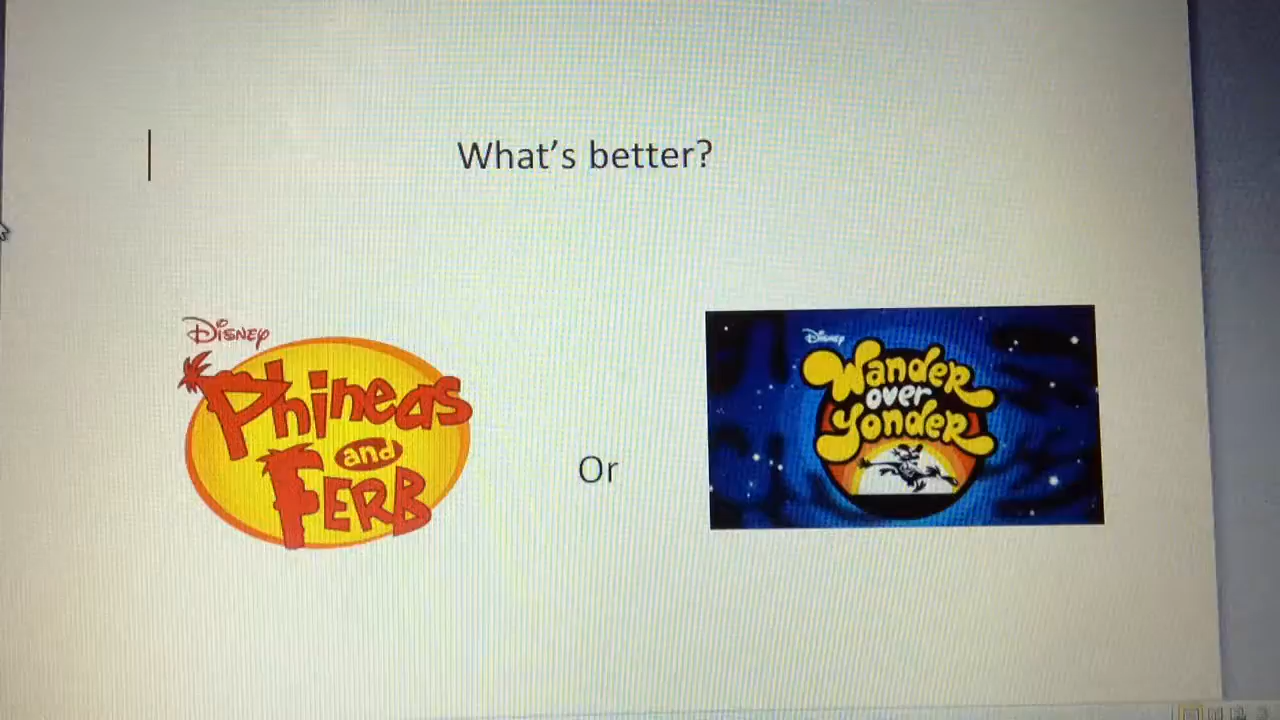 What's better?
Disney
Phineas
and
Ferb
Or
Disney
Wander
over
Yonder